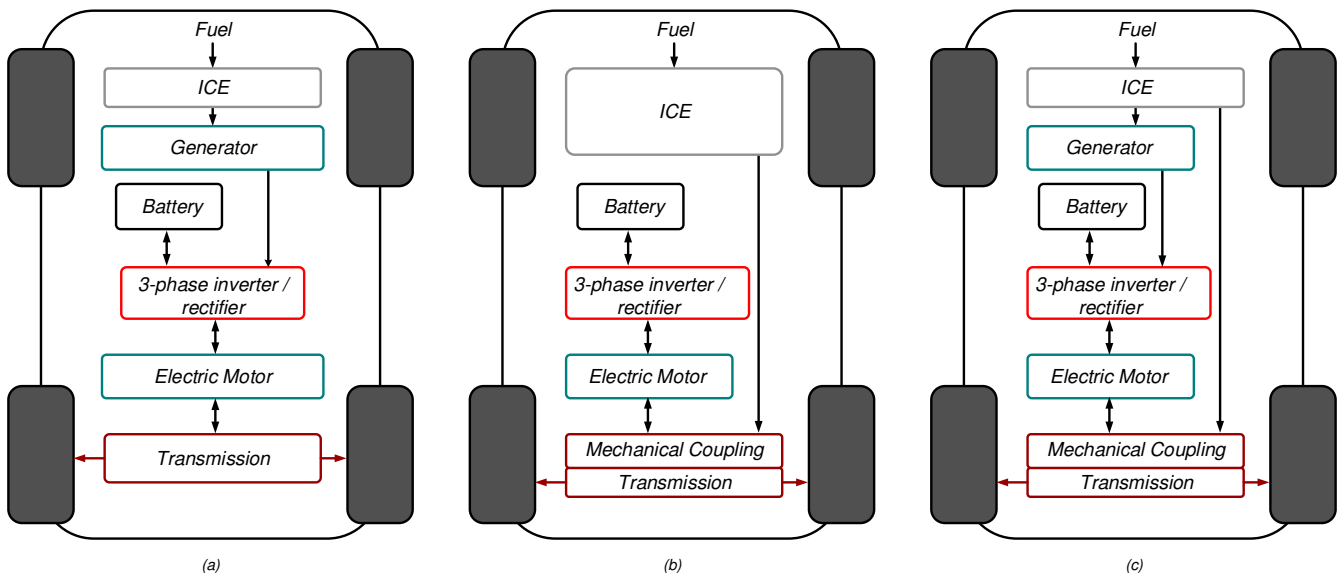 Fuel
ICE
Generator
Battery
3-phase inverter /
rectifier
Electric Motor
Transmission
(a)
Fuel
ICE
Battery
3-phase inverter /
rectifier
Electric Motor
Mechanical Coupling
Transmission
(b)
Fuel
ICE
Generator
Battery
3-phase inverter /
rectifier
Electric Motor
Mechanical Coupling
Transmission
(c)